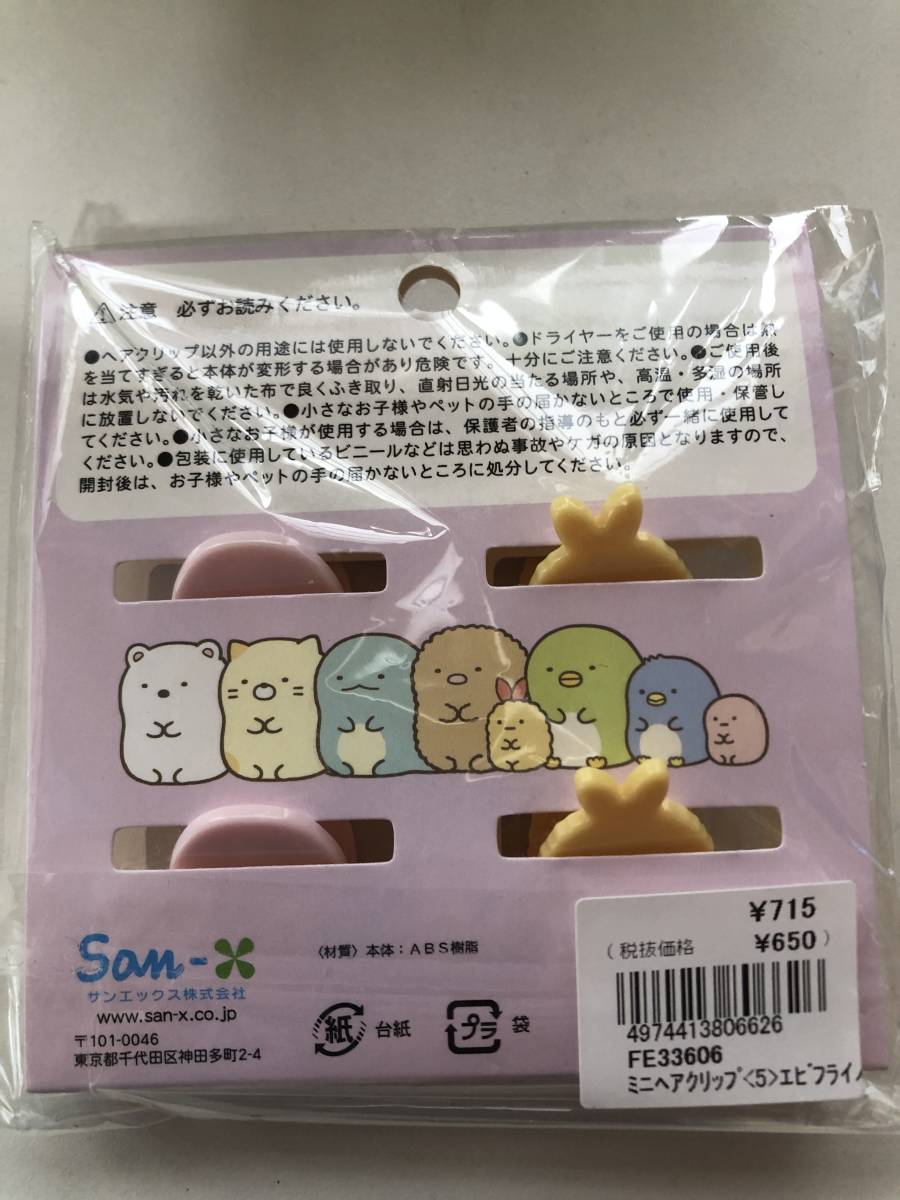 注意 必ずお読みください。
●ヘアクリップ以外の用途には使用しないでください。●ドライヤーをご使用の場合は熱
を当てすぎると本体が変形する場合があり危険です。十分にご注意ください。●ご使用後
は水気や汚れを乾いた布で良くふき取り、直射日光の当たる場所や、高温・多湿の場所
に放置しないでください。●小さなお子様やペットの手の届かないところで使用・保管し
てください。●小さなお子様が使用する場合は、保護者の指導のもと必ず一緒に使用して
ください。●包装に使用しているビニールなどは思わぬ事故やケガの原因となりますので、
開封後は、お子様やペットの手の届かないところに処分してください。
San-X
サンエックス株式会社
www.san-x.co.jp
〒101-0046
東京都千代田区神田多町2-4
〈材質〉本体：ABS樹脂
紙 台紙
プラ 袋
¥715
(税抜価格 ¥650)
4974413806626
FE33606
ミニヘアクリップ<5>エビフライ